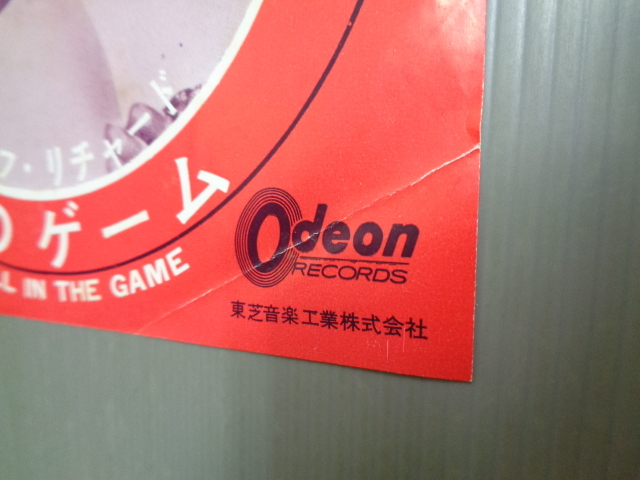 フ・リチャード
のゲーム
LL IN THE GAME
Odeon
RECORDS
東芝音楽工業株式会社